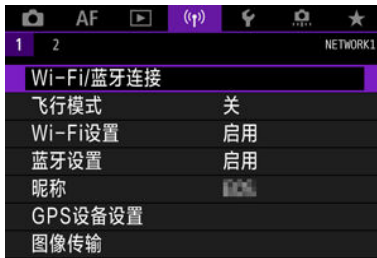 AF
1 2 NETWORK1
Wi-Fi/蓝牙连接
飞行模式 关
Wi-Fi设置 启用
蓝牙设置 启用
昵称
GPS设备设置
图像传输